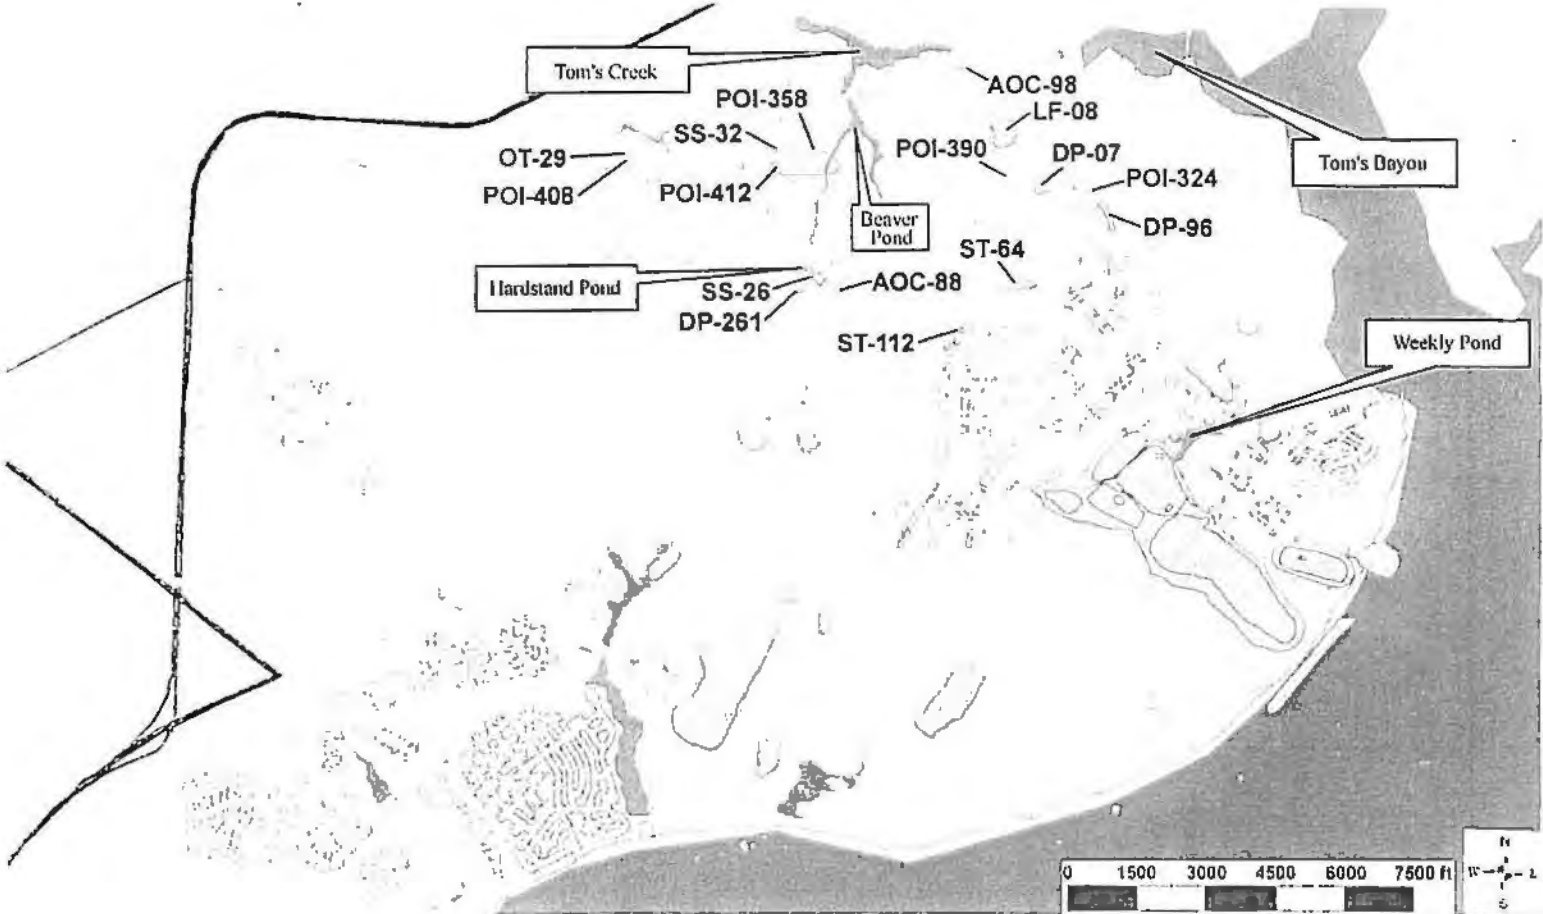 Tom's Creek
AOC-98
POI-358
LF-08
SS-32
POI-390
DP-07
OT-29
Tom's Bayou
POI-324
POI-408
POI-412
Beaver
Pond
DP-96
ST-64
Hardstand Pond
SS-26
AOC-88
DP-261
ST-112
Weekly Pond
0 1500 3000 4500 6000 7500 ft
N
W
S